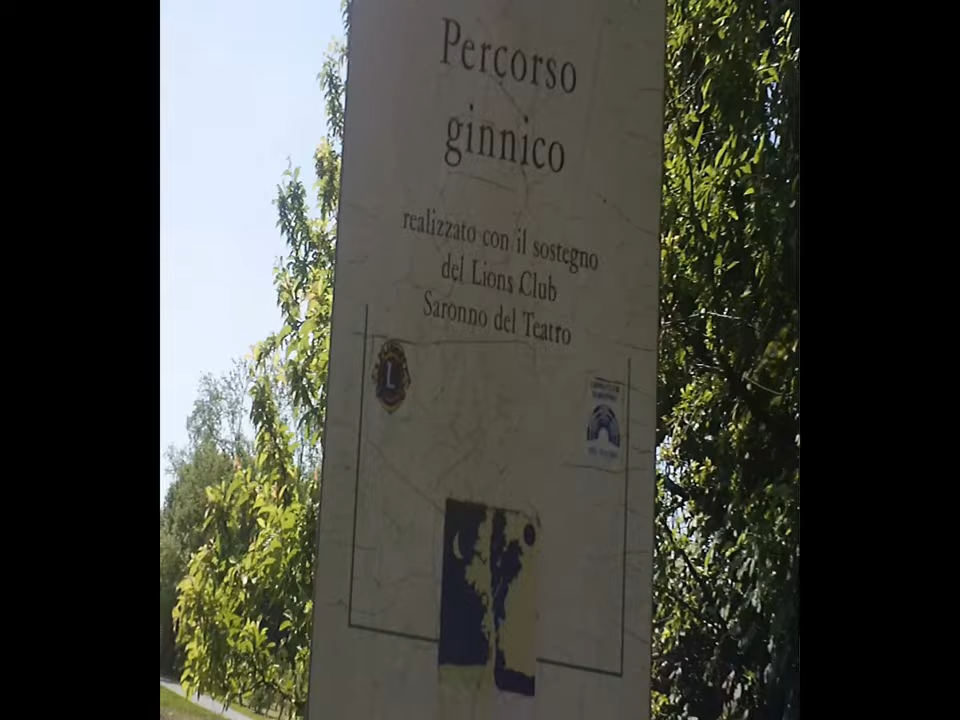 Percorso
ginnico
realizzato con il sostegno
del Lions Club
Saronno del Teatro
L